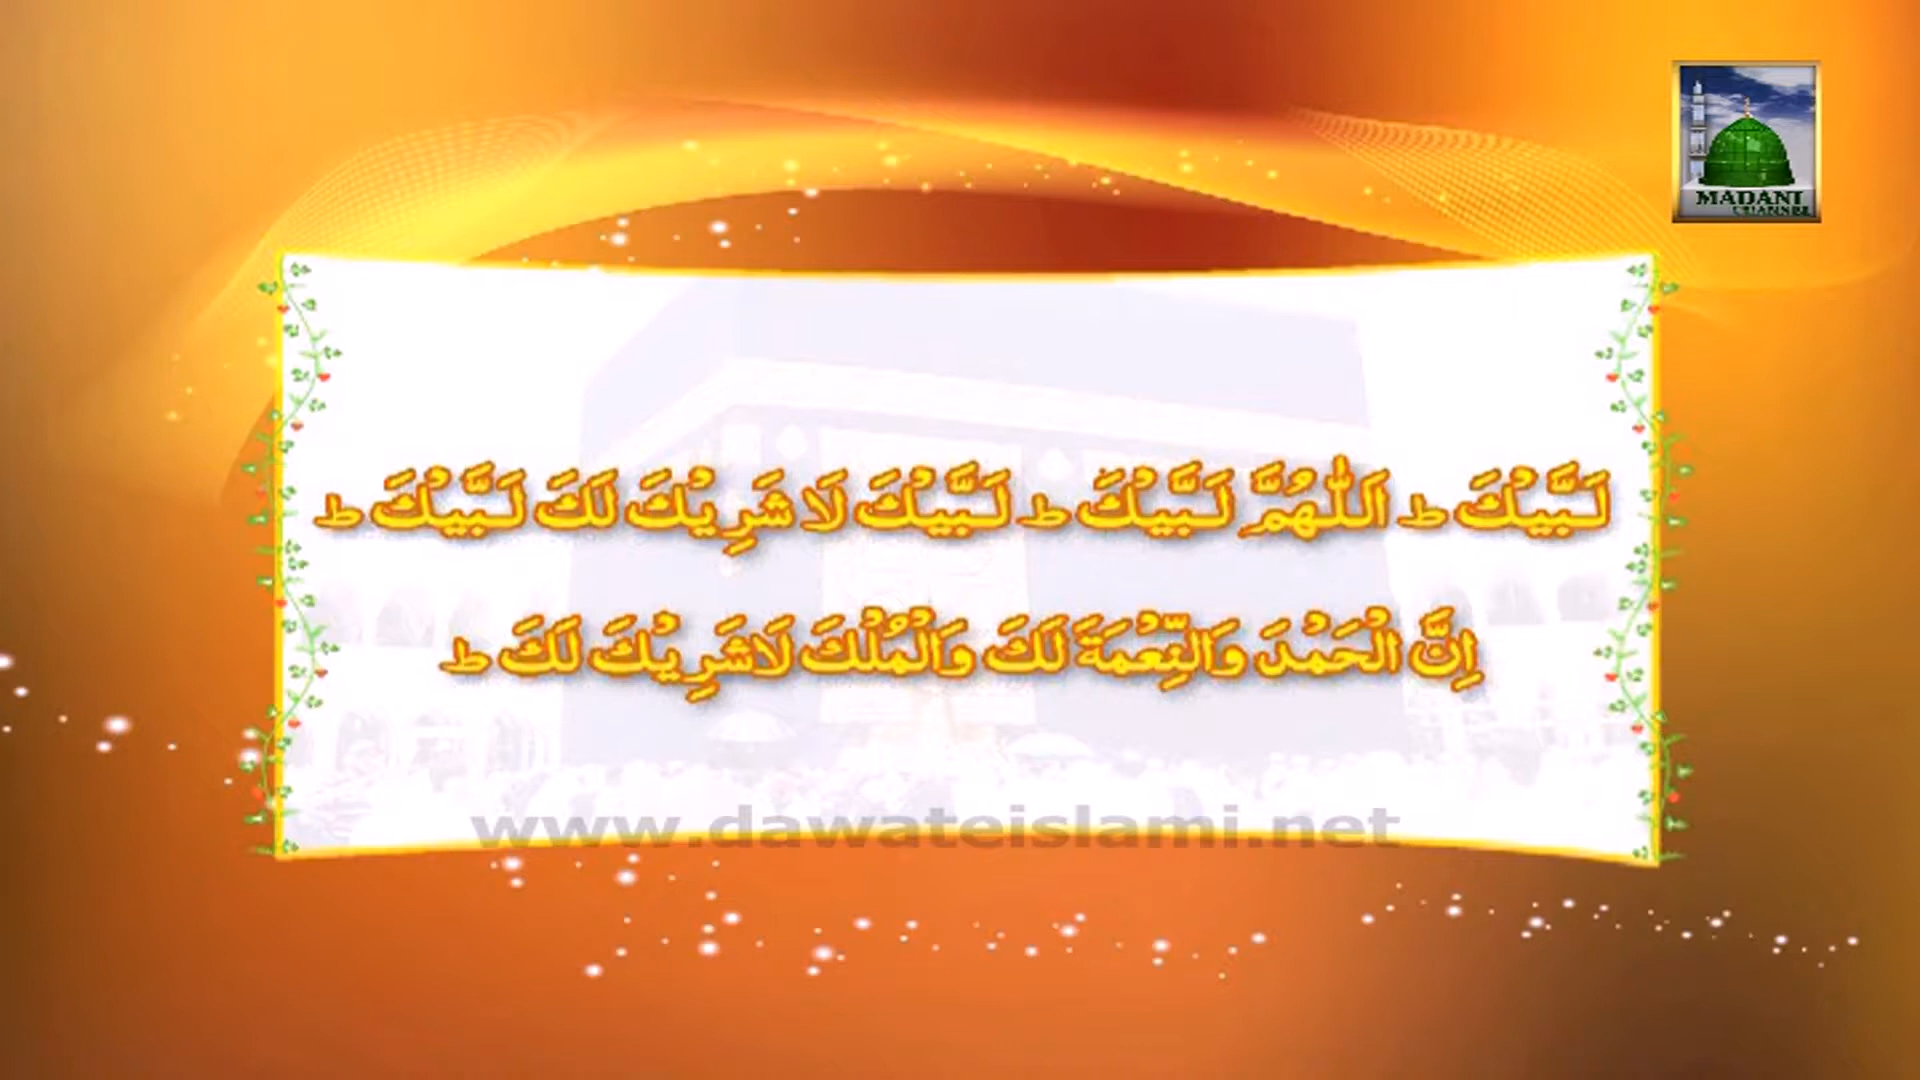 MADANI
CHANNEL
لَبَّيْكَ ط اَللّٰهُمَّ لَبَّيْكَ ط لَبَّيْكَ لَا شَرِيْكَ لَكَ لَبَّيْكَ ط
اِنَّ الْحَمْدَ وَالنِّعْمَةَ لَكَ وَالْمُلْكَ لَاشَرِيْكَ لَكَ ط
www.dawateislami.net